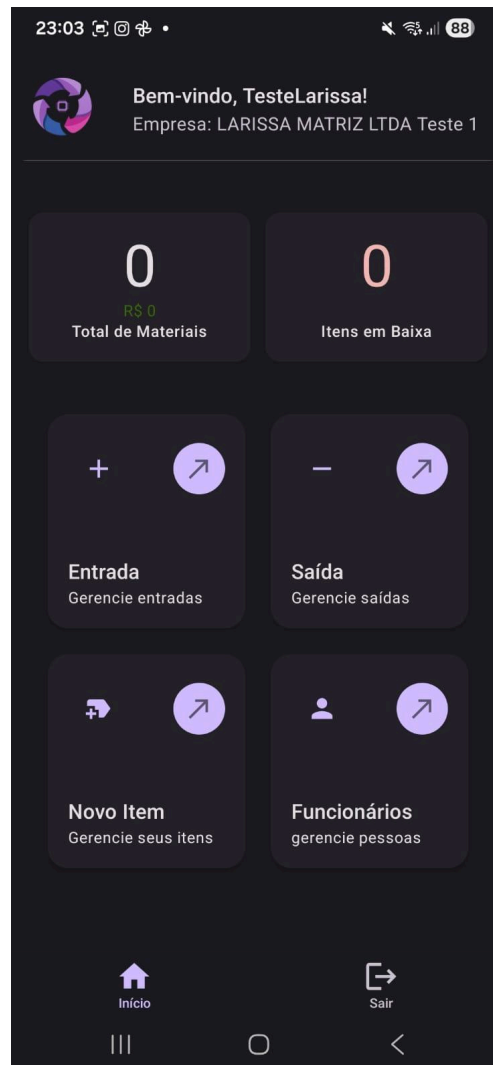 23:03
88
Bem-vindo, TesteLarissa!
Empresa: LARISSA MATRIZ LTDA Teste 1
0
R$ 0
Total de Materiais
0
Itens em Baixa
Entrada
Gerencie entradas
Saída
Gerencie saídas
Novo Item
Gerencie seus itens
Funcionários
gerencie pessoas
Início
Sair